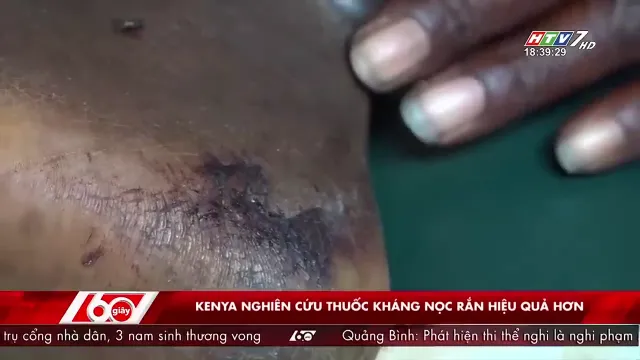 HTV7 HD
18:39:29
60 giây
KENYA NGHIÊN CỨU THUỐC KHÁNG NỌC RẮN HIỆU QUẢ HƠN
trụ cổng nhà dân, 3 nam sinh thương vong 60 Quảng Bình: Phát hiện thi thể nghi là nghi phạm